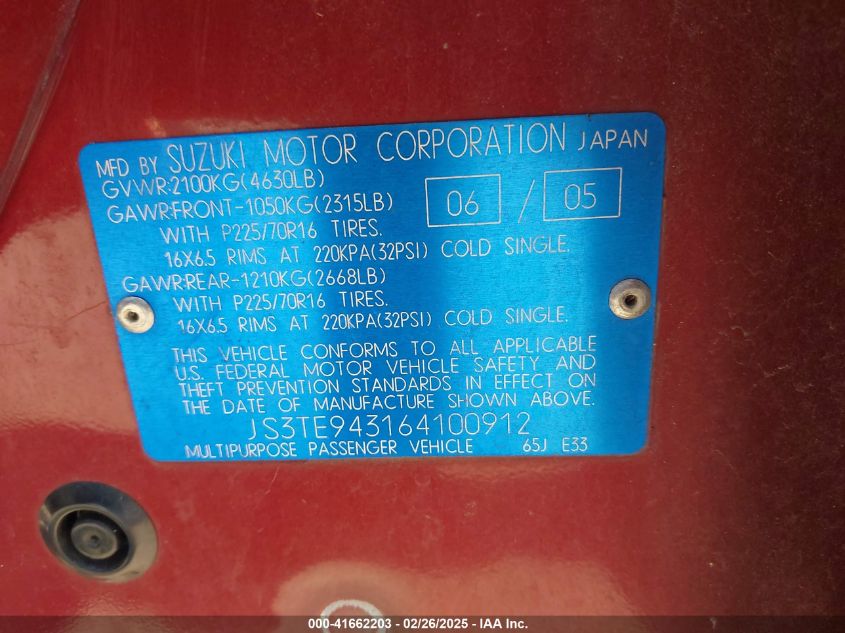 MFD BY SUZUKI MOTOR CORPORATION JAPAN
GVWR:2100KG(4630LB)
GAWR:FRONT-1050KG(2315LB) 06 / 05
WITH P225/70R16 TIRES.
16X6.5 RIMS AT 220KPA(32PSI) COLD SINGLE.
GAWR:REAR-1210KG(2668LB)
WITH P225/70R16 TIRES.
16X6.5 RIMS AT 220KPA(32PSI) COLD SINGLE.
THIS VEHICLE CONFORMS TO ALL APPLICABLE
U.S. FEDERAL MOTOR VEHICLE SAFETY AND
THEFT PREVENTION STANDARDS IN EFFECT ON
THE DATE OF MANUFACTURE SHOWN ABOVE.
JS3TE943164100912
MULTIPURPOSE PASSENGER VEHICLE 65J E33
000-41662203 - 02/26/2025 - IAA Inc.